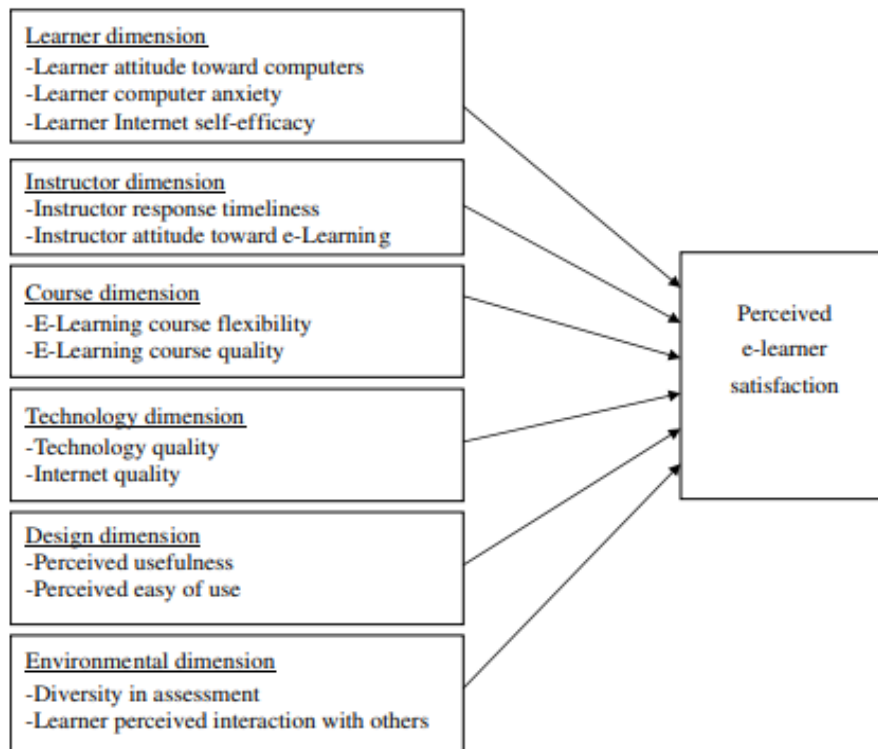 Learner dimension
-Learner attitude toward computers
-Learner computer anxiety
-Learner Internet self-efficacy
Instructor dimension
-Instructor response timeliness
-Instructor attitude toward e-Learning
Course dimension
-E-Learning course flexibility
-E-Learning course quality
Technology dimension
-Technology quality
-Internet quality
Design dimension
-Perceived usefulness
-Perceived easy of use
Environmental dimension
-Diversity in assessment
-Learner perceived interaction with others
Perceived
e-learner
satisfaction